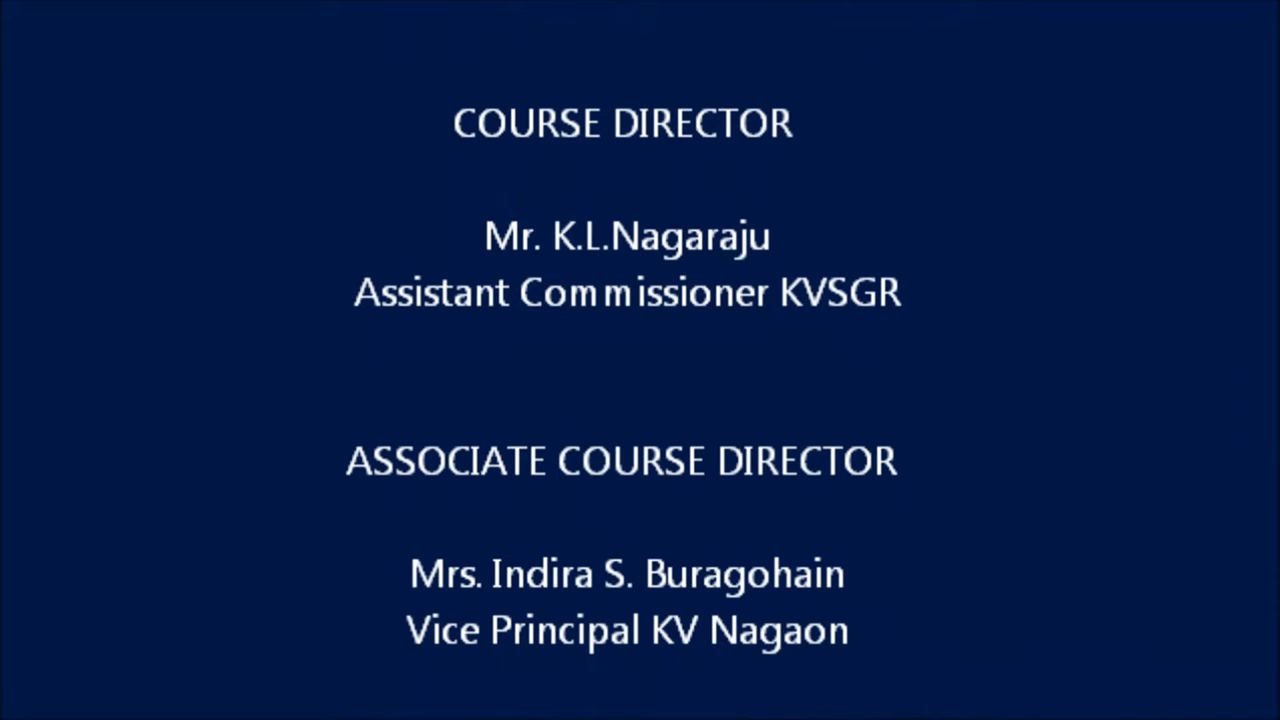 COURSE DIRECTOR
Mr. K.L.Nagaraju
Assistant Commissioner KVSGR
ASSOCIATE COURSE DIRECTOR
Mrs. Indira S. Buragohain
Vice Principal KV Nagaon